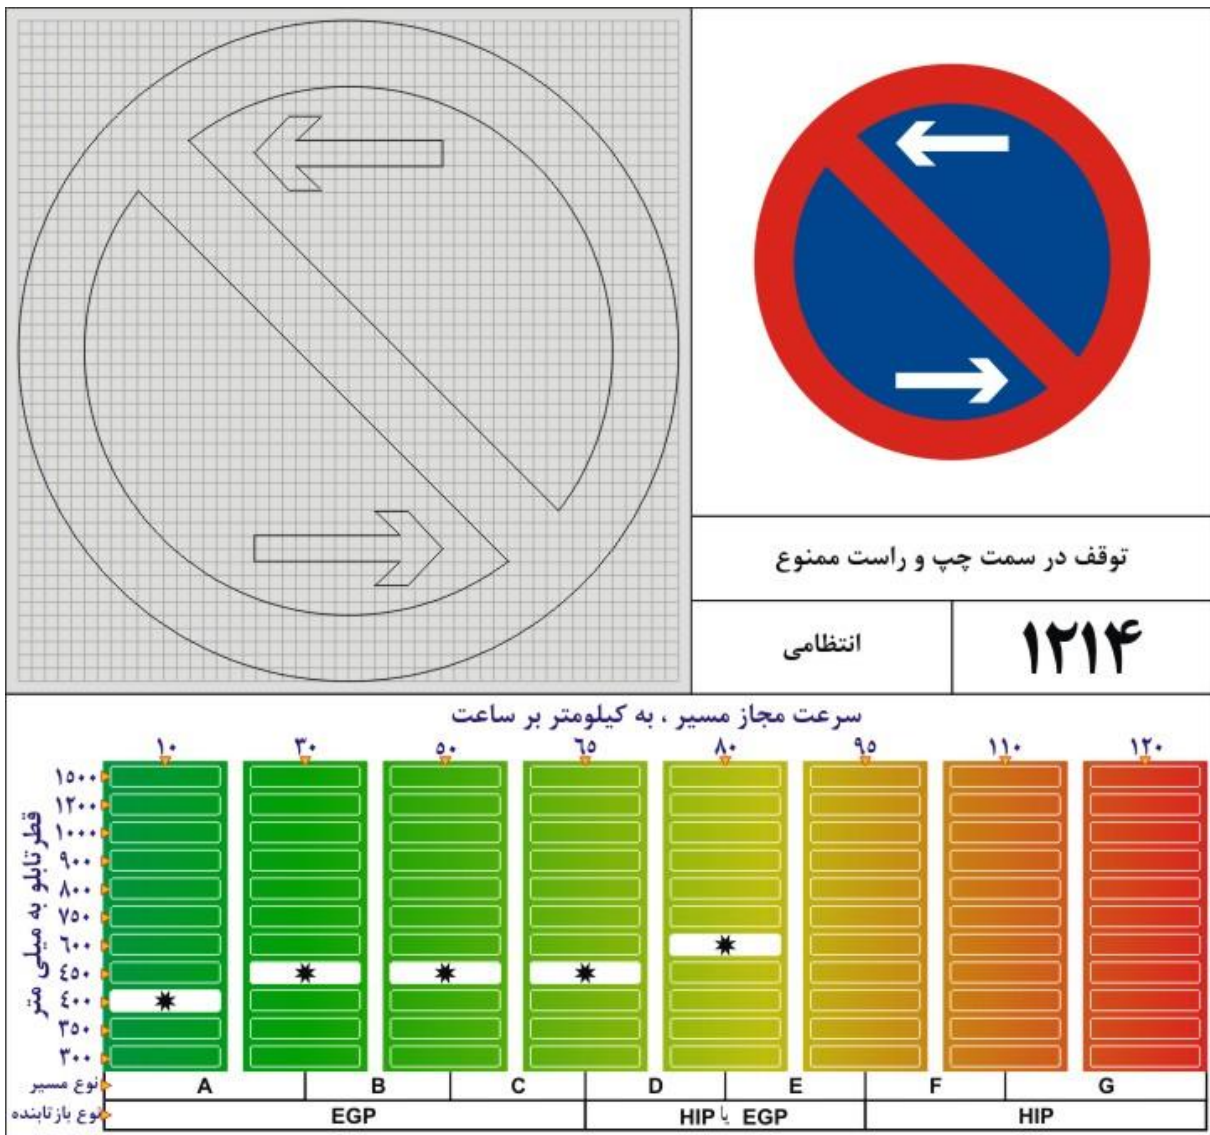 توقف در سمت چپ و راست ممنوع
انتظامی
۱۲۱۴
سرعت مجاز مسیر ، به کیلومتر بر ساعت
۱۰ ۳۰ ۵۰ ۶۵ ۸۰ ۹۵ ۱۱۰ ۱۲۰
قطر تابلو به میلی متر
۱۵۰۰
۱۲۰۰
۱۰۰۰
۹۰۰
۸۰۰
۷۵۰
۶۰۰
۴۵۰
۴۰۰
۳۵۰
۳۰۰
نوع مسیر A B C D E F G
نوع بازتابنده EGP HIP یا EGP HIP